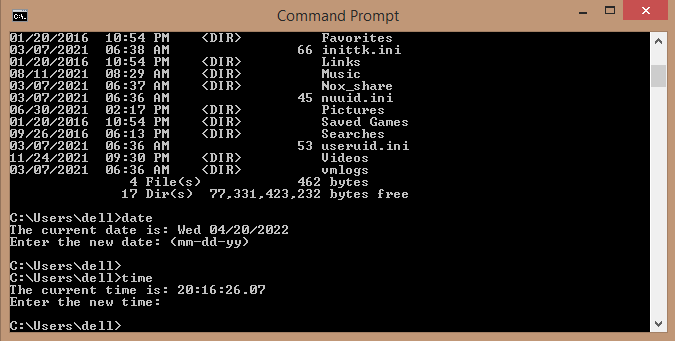 Command Prompt
01/20/2016  10:54 PM    <DIR>          Favorites
03/07/2021  06:38 AM                66 inittk.ini
01/20/2016  10:54 PM    <DIR>          Links
08/11/2021  08:29 AM    <DIR>          Music
03/07/2021  06:37 AM    <DIR>          Nox_share
03/07/2021  06:36 AM                45 nuuid.ini
06/30/2021  02:17 PM    <DIR>          Pictures
01/20/2016  10:54 PM    <DIR>          Saved Games
09/26/2016  06:13 PM    <DIR>          Searches
03/07/2021  06:36 AM                53 useruid.ini
11/24/2021  09:30 PM    <DIR>          Videos
03/07/2021  06:36 AM    <DIR>          vmlogs
4 File(s)            462 bytes
17 Dir(s)  77,331,423,232 bytes free
C:\Users\dell>date
The current date is: Wed 04/20/2022
Enter the new date: (mm-dd-yy)
C:\Users\dell>
C:\Users\dell>time
The current time is: 20:16:26.07
Enter the new time:
C:\Users\dell>